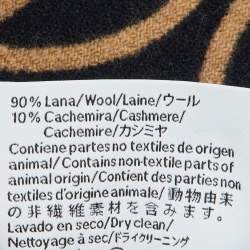 90% Lana/Wool/Laine/ウール
10% Cachemira/Cashmere/
Cachemire/カシミヤ
Contiene partes no textiles de origen
animal/Contains non-textile parts of
animal origin/Contient des parties non
textiles d'origine animale/動物由来
の非繊維素材を含みます。
Lavado en seco/Dry clean/
Nettoyage à sec/ドライクリーニング